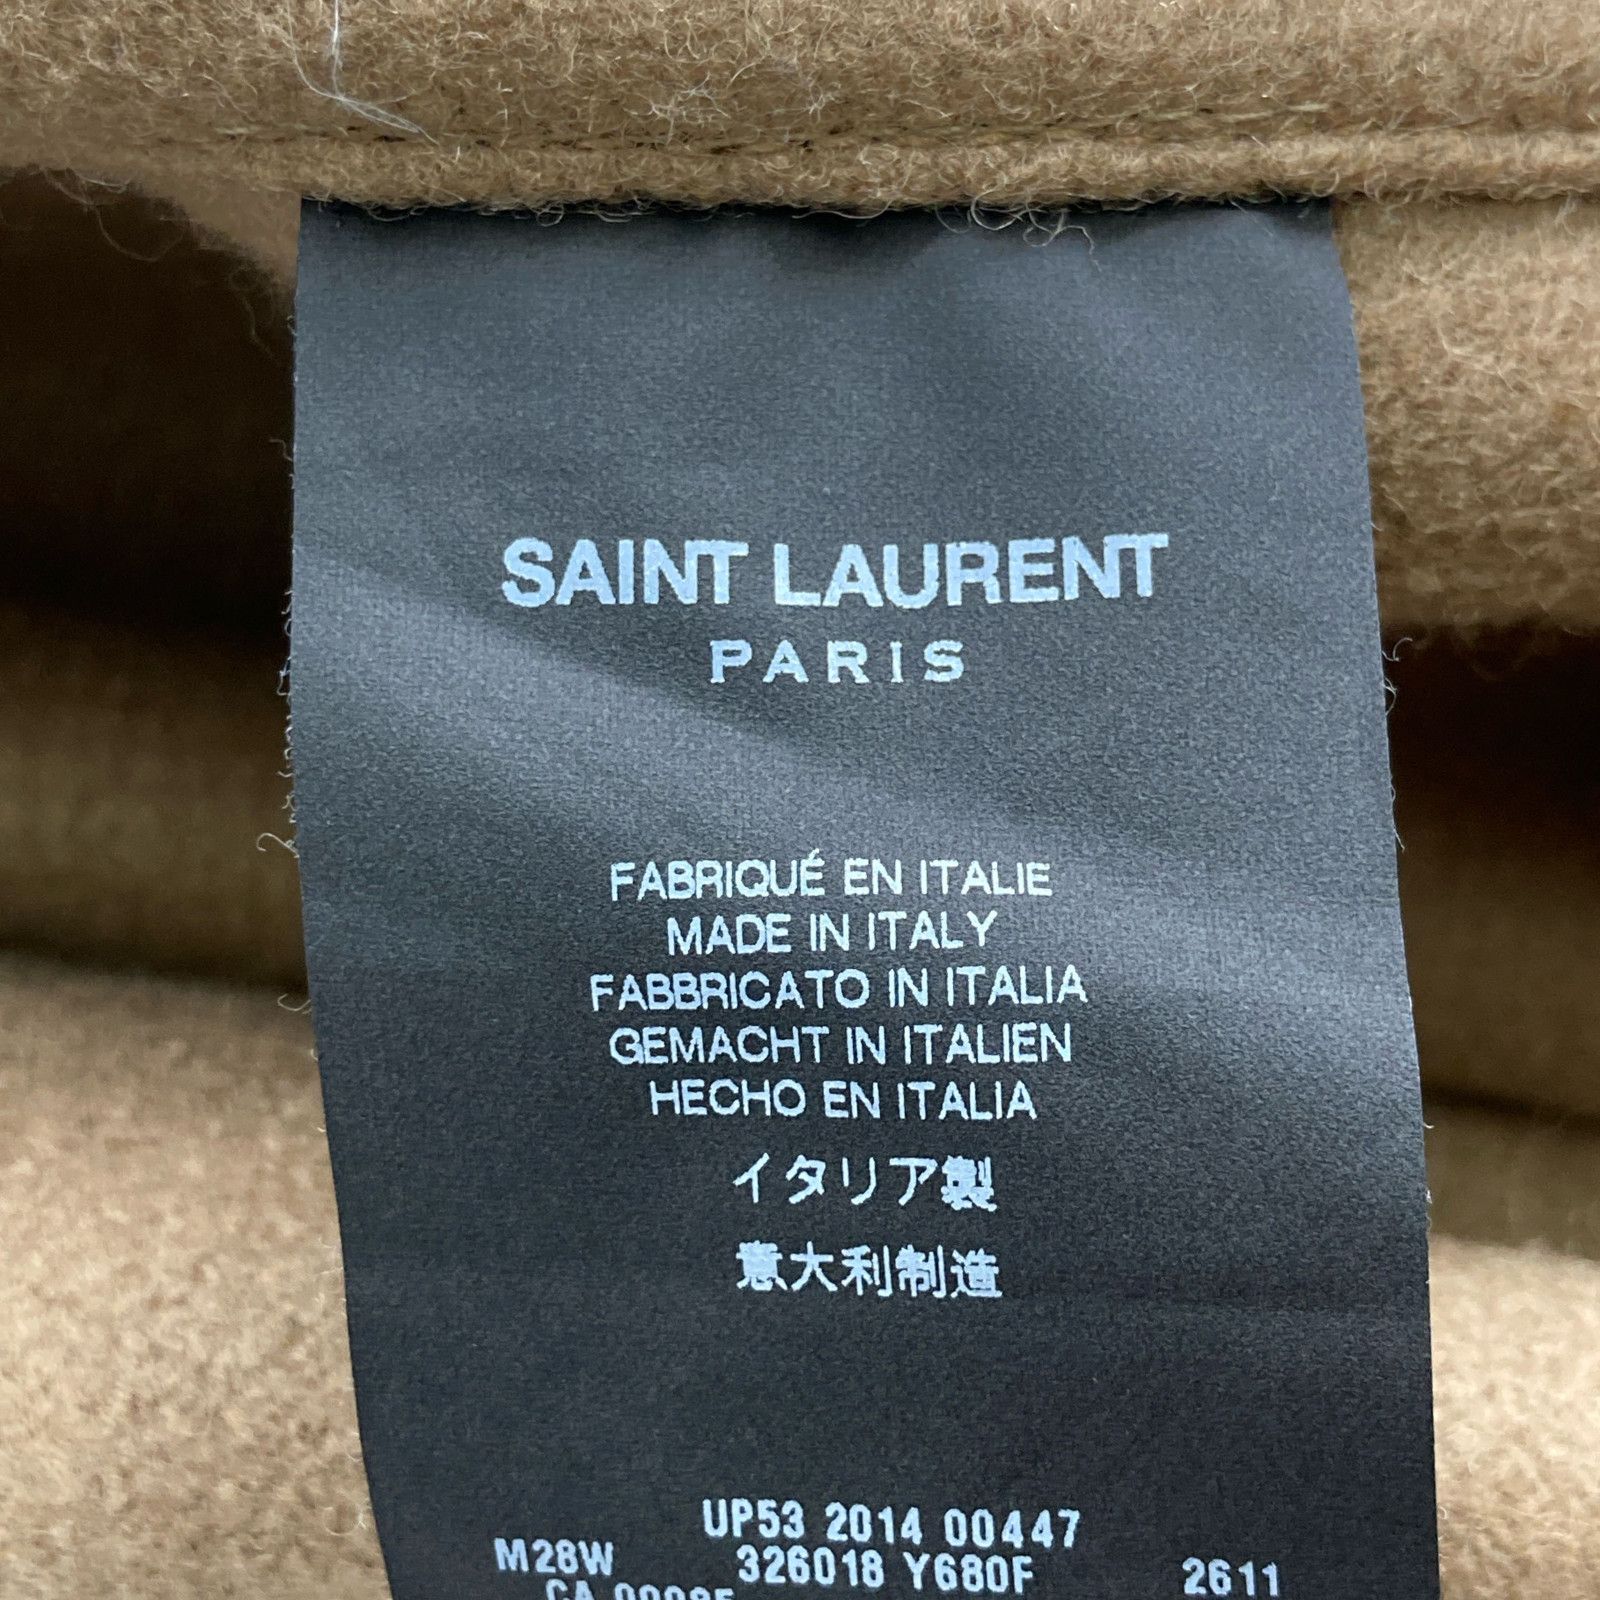 SAINT LAURENT
PARIS
FABRIQUÉ EN ITALIE
MADE IN ITALY
FABBRICATO IN ITALIA
GEMACHT IN ITALIEN
HECHO EN ITALIA
イタリア製
意大利制造
UP53 2014 00447
M28W 326018 Y680F 2611
CA